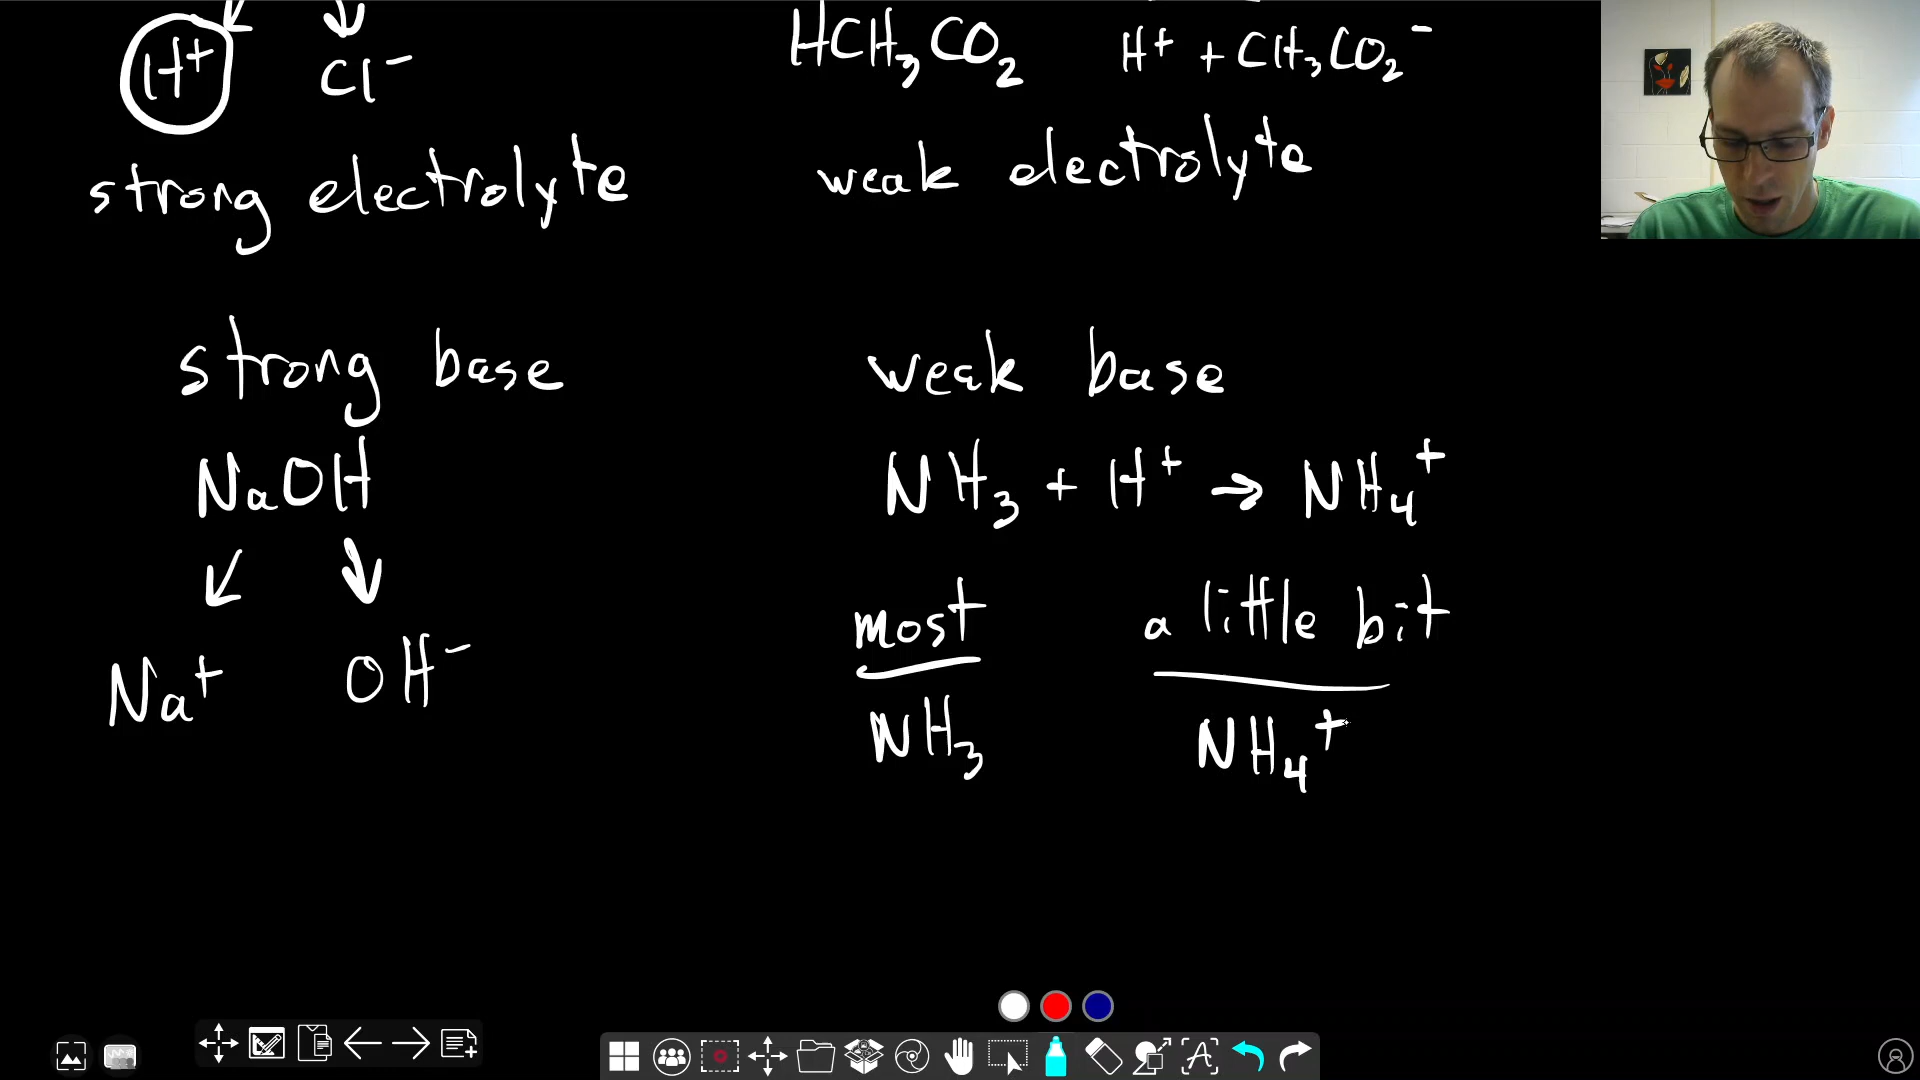 H⁺ Cl⁻
strong electrolyte
HCH₃CO₂ H⁺ + CH₃CO₂⁻
weak electrolyte
strong base
NaOH
Na⁺ OH⁻
weak base
NH₃ + H⁺ → NH₄⁺
most a little bit
NH₃ NH₄⁺